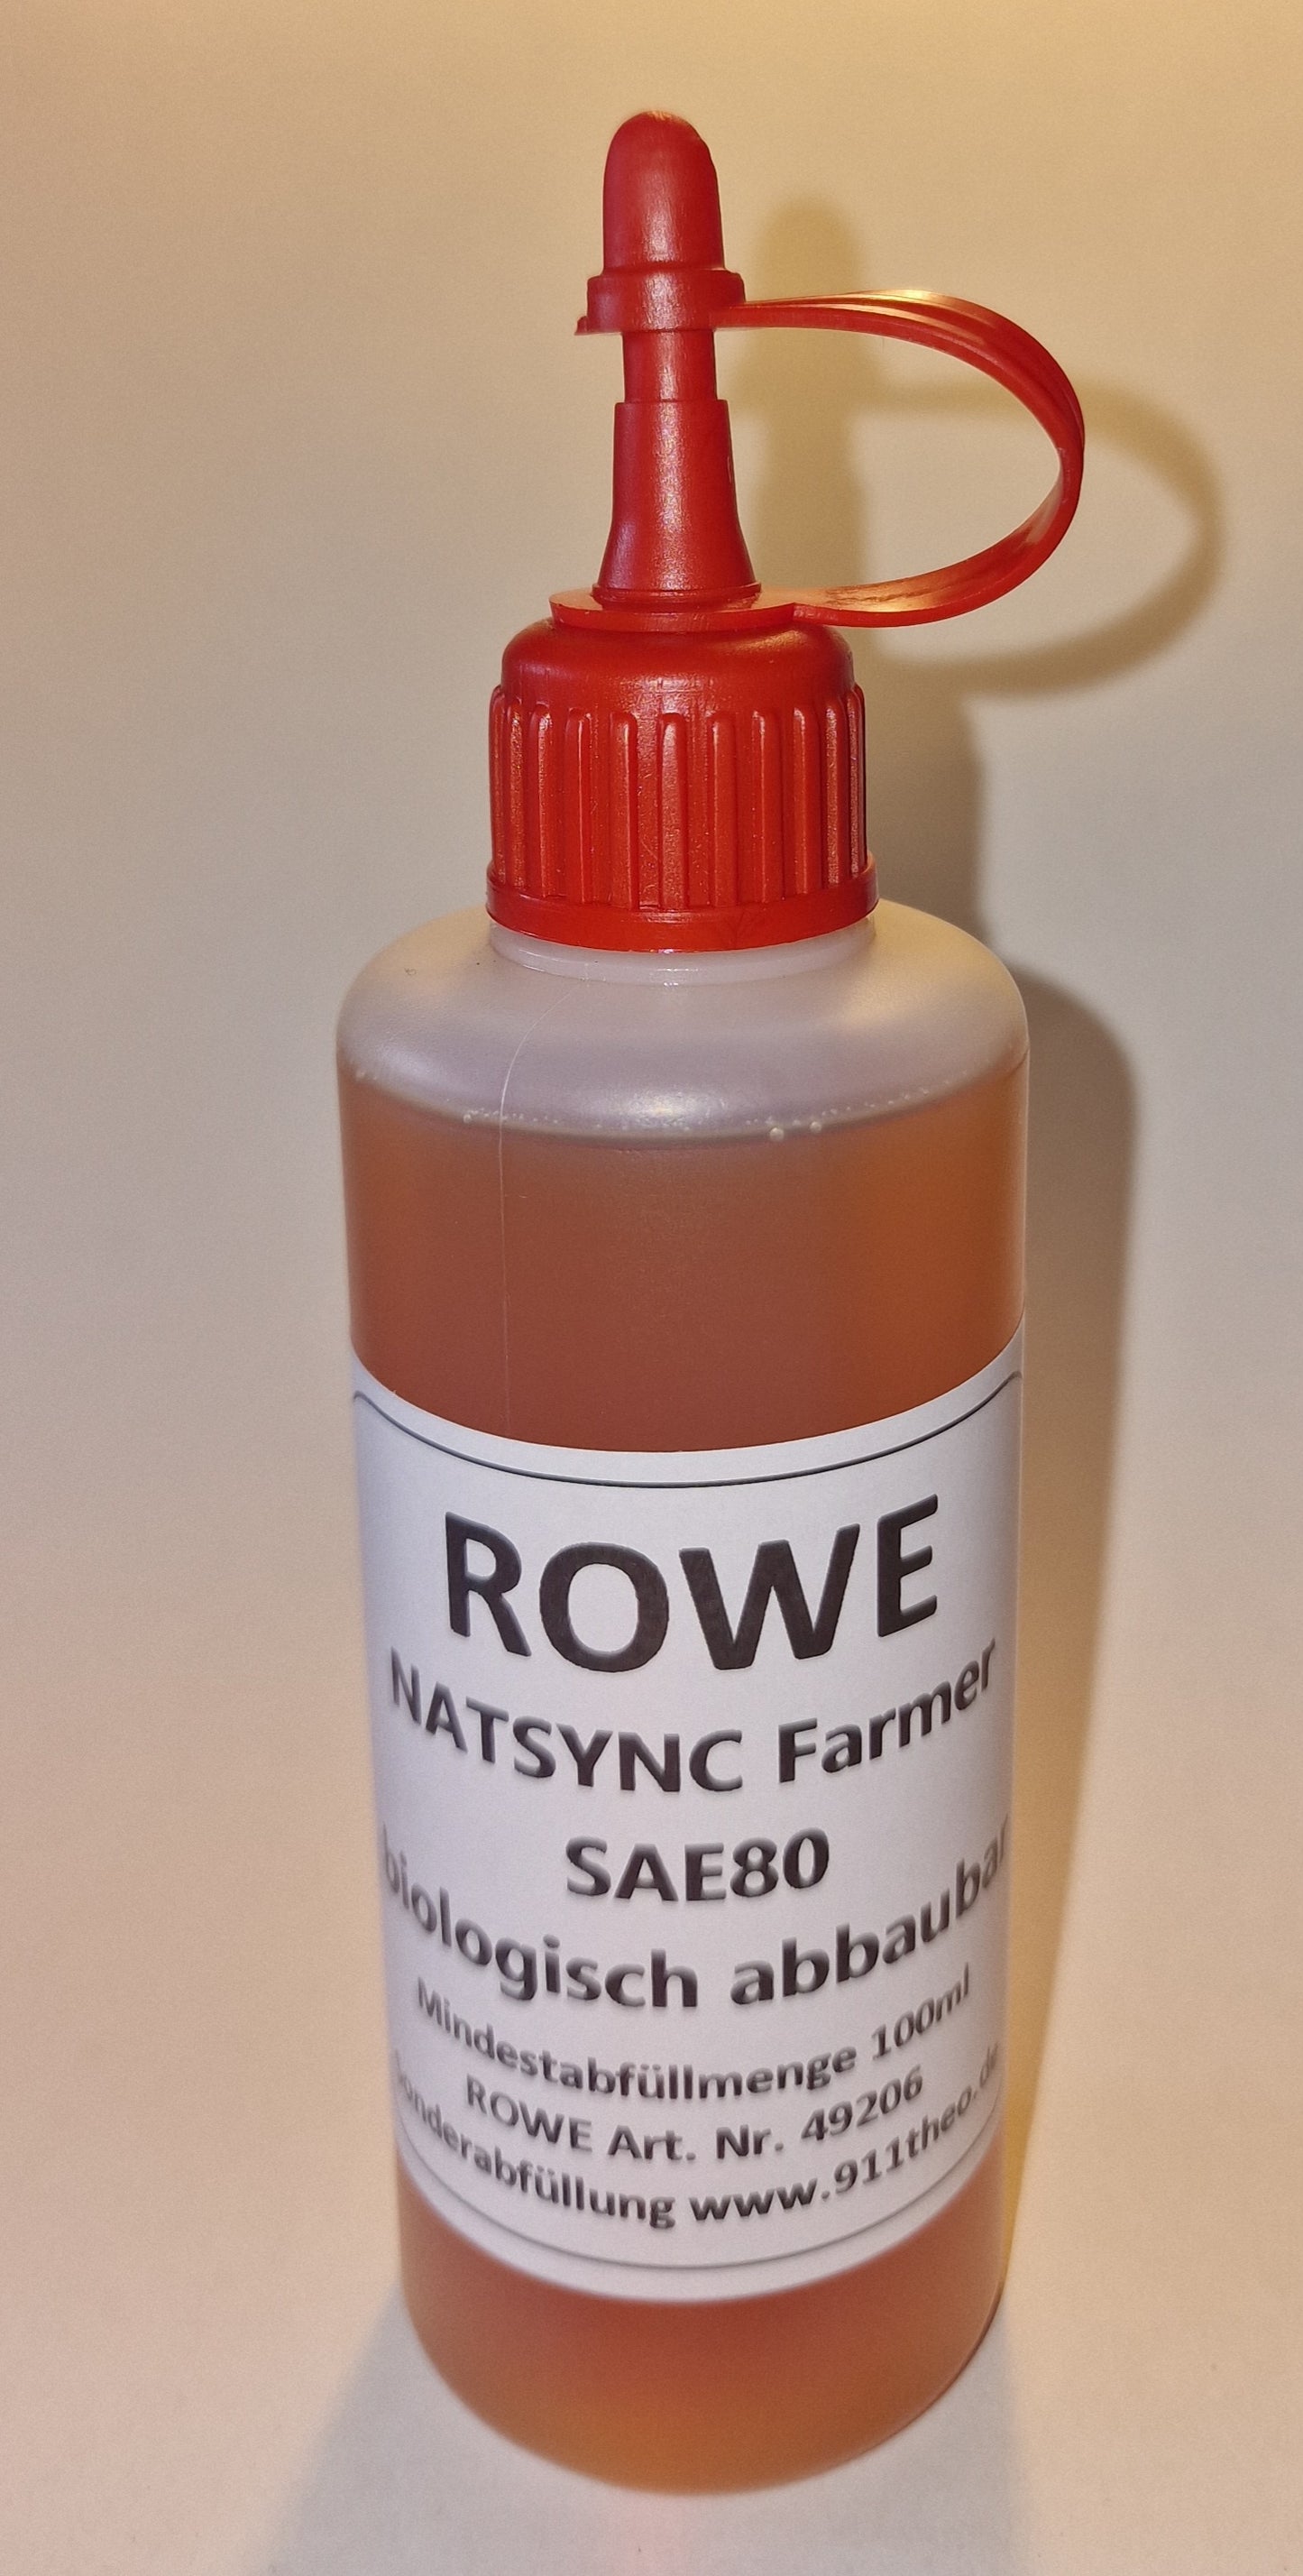 ROWE
NATSYNC Farmer
SAE80
biologisch abbaubar
Mindestabfüllmenge 100ml
ROWE Art. Nr. 49206
Sonderabfüllung www.911theo.de